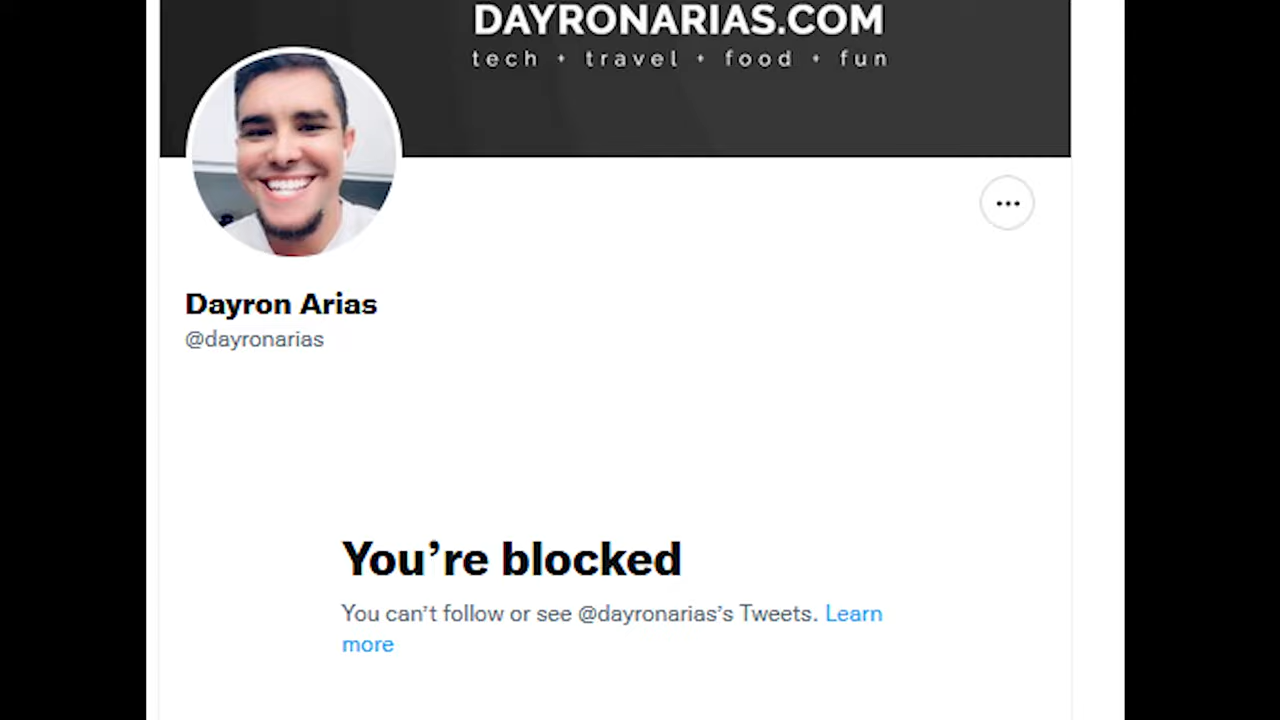 DAYRONARIAS.COM
tech + travel + food + fun
Dayron Arias
@dayronarias
You’re blocked
You can’t follow or see @dayronarias’s Tweets. Learn
more